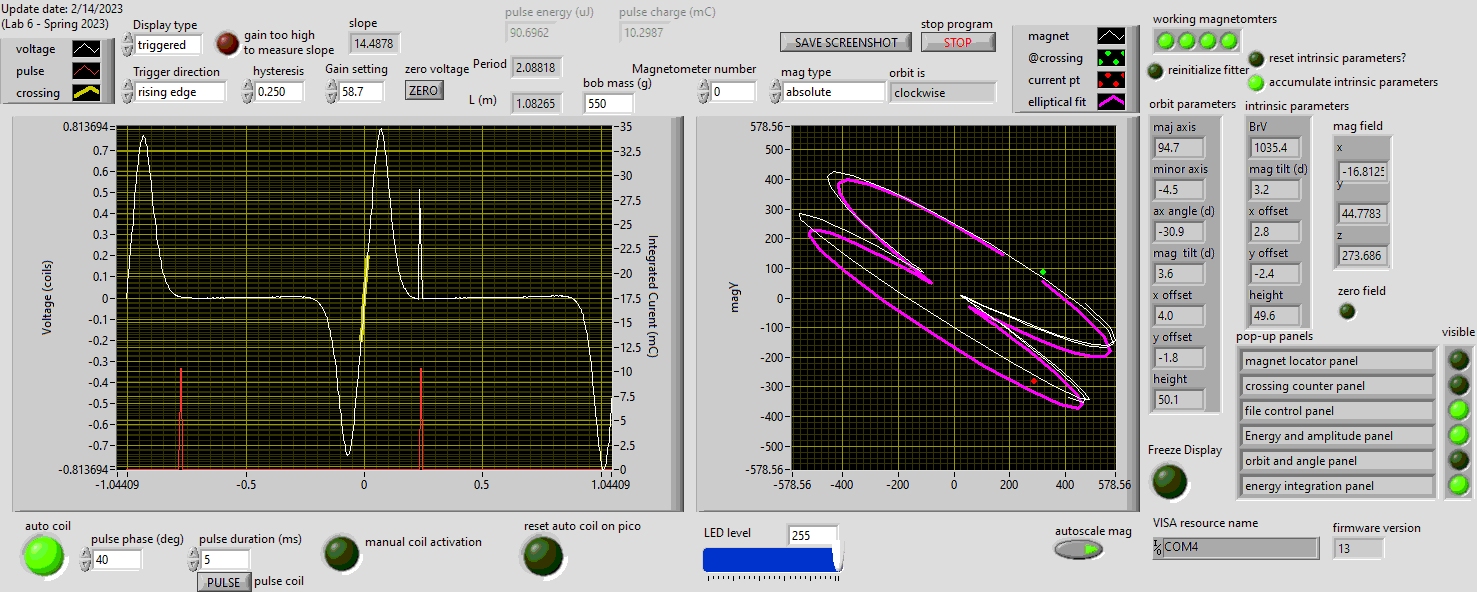 Update date: 2/14/2023
(Lab 6 - Spring 2023)
voltage
pulse
crossing
Display type
triggered
gain too high
to measure slope
slope
14.4878
pulse energy (uJ)
90.6962
pulse charge (mC)
10.2987
Trigger direction
rising edge
hysteresis
0.250
Gain setting
58.7
zero voltage
ZERO
Period
2.08818
L (m)
1.08265
bob mass (g)
550
SAVE SCREENSHOT
stop program
STOP
Magnetometer number
0
mag type
absolute
orbit is
clockwise
magnet
@crossing
current pt
elliptical fit
working magnetomters
reinitialize fitter
reset intrinsic parameters?
accumulate intrinsic parameters
0.813694
0.7
0.6
0.5
0.4
0.3
0.2
0.1
0
-0.1
-0.2
-0.3
-0.4
-0.5
-0.6
-0.7
-0.813694
Voltage (coils)
-1.04409
-0.5
0
0.5
1.04409
35
32.5
30
27.5
25
22.5
20
17.5
15
12.5
10
7.5
5
2.5
0
Integrated Current (mC)
578.56
500
400
300
200
100
0
-100
-200
-300
-400
-500
-578.56
magY
-578.56
-400
-200
0
200
400
578.56
orbit parameters
maj axis
94.7
minor axis
-4.5
ax angle (d)
-30.9
mag tilt (d)
3.6
x offset
4.0
y offset
-1.8
height
50.1
intrinsic parameters
BrV
1035.4
mag tilt (d)
3.2
x offset
2.8
y offset
-2.4
height
49.6
mag field
x
-16.8125
y
44.7783
z
273.686
zero field
pop-up panels
visible
magnet locator panel
crossing counter panel
file control panel
Energy and amplitude panel
orbit and angle panel
energy integration panel
Freeze Display
auto coil
pulse phase (deg)
40
pulse duration (ms)
5
PULSE
pulse coil
manual coil activation
reset auto coil on pico
LED level
255
autoscale mag
VISA resource name
COM4
firmware version
13